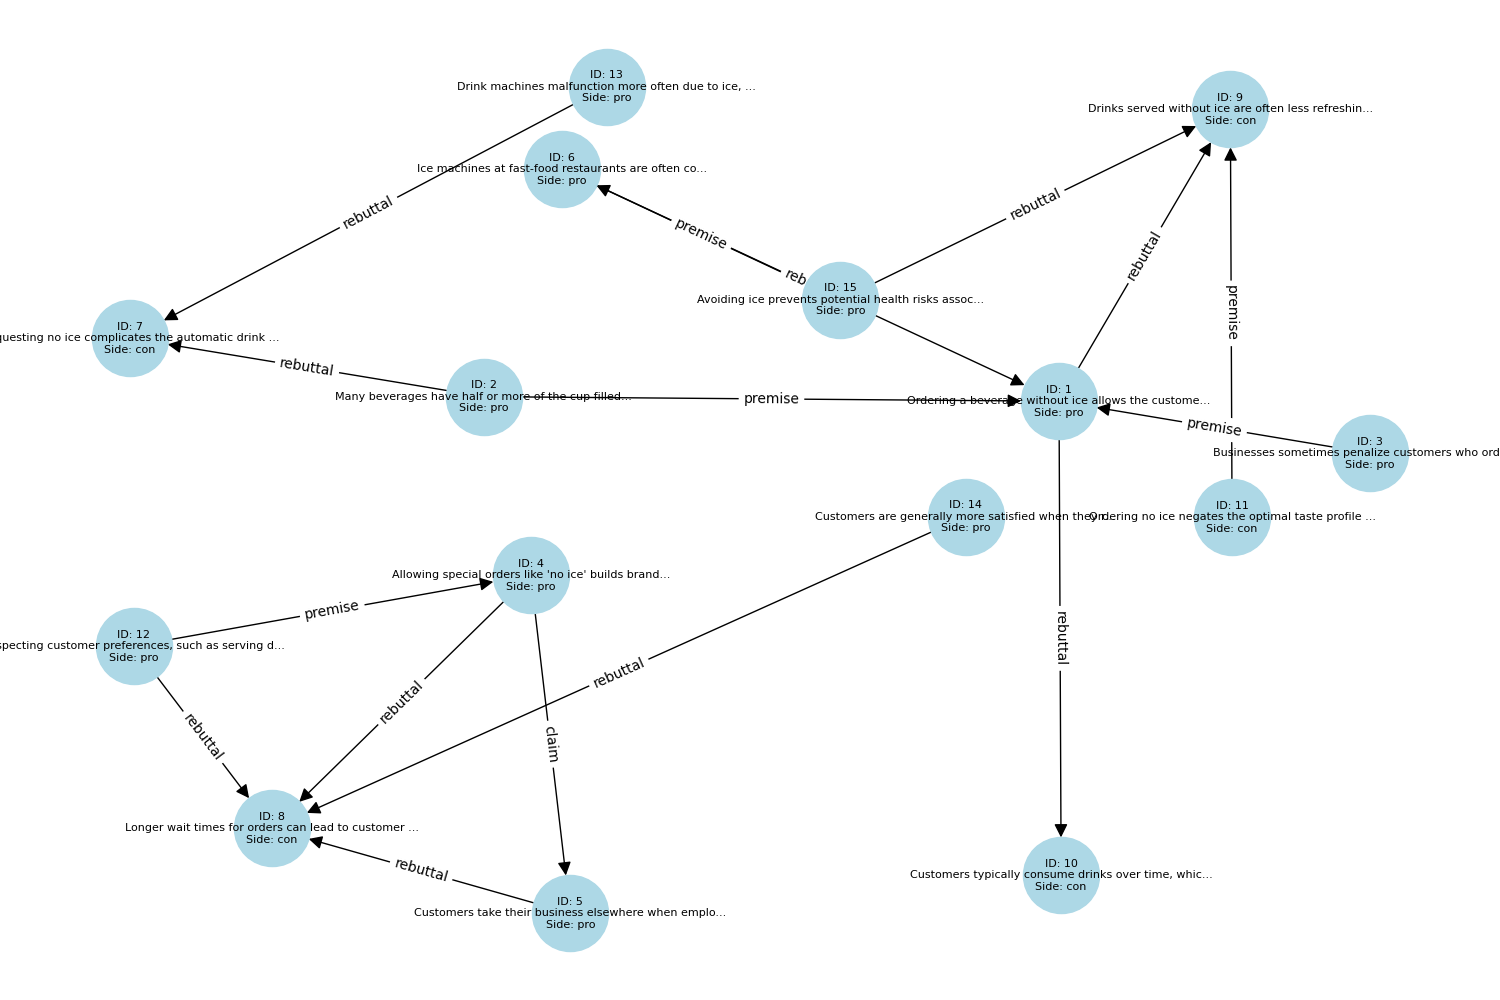 ID: 13
Drink machines malfunction more often due to ice, ...
Side: pro
ID: 9
Drinks served without ice are often less refreshin...
Side: con
ID: 6
Ice machines at fast-food restaurants are often co...
Side: pro
rebuttal
rebuttal
premise
rebuttal
reb
ID: 15
Avoiding ice prevents potential health risks assoc...
Side: pro
premise
ID: 7
questing no ice complicates the automatic drink ...
Side: con
rebuttal
ID: 2
Many beverages have half or more of the cup filled...
Side: pro
premise
ID: 1
Ordering a beverage without ice allows the custome...
Side: pro
premise
ID: 3
Businesses sometimes penalize customers who ord
Side: pro
ID: 14
Customers are generally more satisfied when they
Side: pro
ID: 11
Ordering no ice negates the optimal taste profile ...
Side: con
ID: 4
Allowing special orders like 'no ice' builds brand...
Side: pro
premise
ID: 12
specting customer preferences, such as serving d...
Side: pro
rebuttal
rebuttal
rebuttal
rebuttal
claim
ID: 8
Longer wait times for orders can lead to customer ...
Side: con
rebuttal
ID: 10
Customers typically consume drinks over time, whic...
Side: con
ID: 5
Customers take their business elsewhere when emplo...
Side: pro